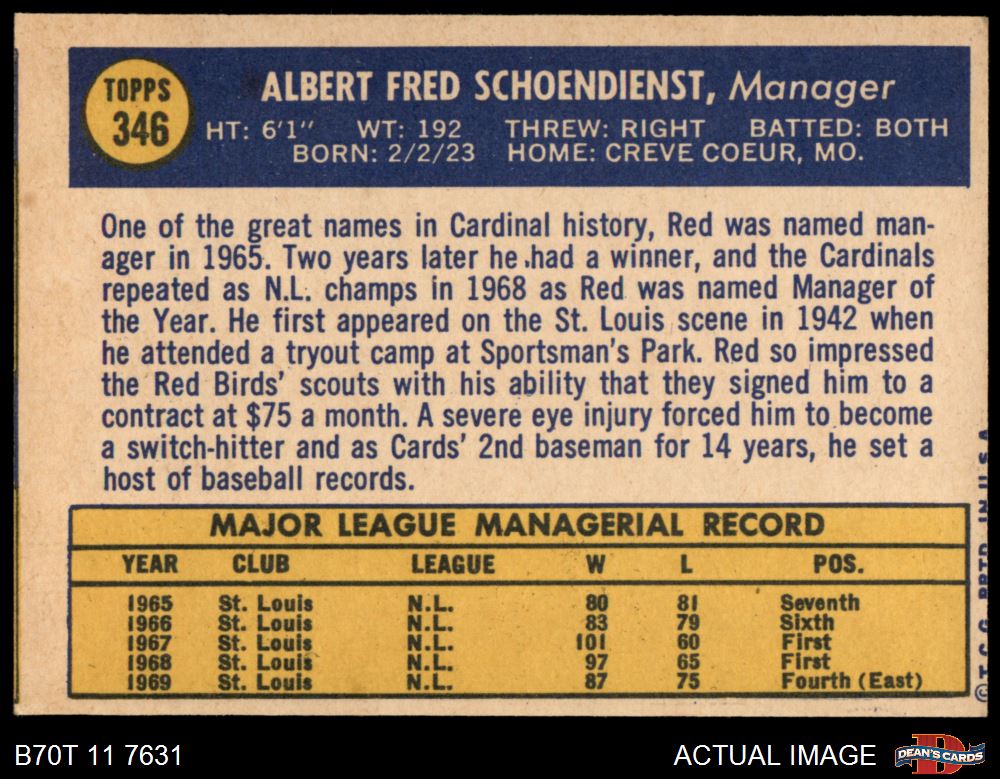 TOPPS
346
ALBERT FRED SCHOENDIENST, Manager
HT: 6'1" WT: 192 THREW: RIGHT BATTED: BOTH
BORN: 2/2/23 HOME: CREVE COEUR, MO.
One of the great names in Cardinal history, Red was named man-
ager in 1965. Two years later he had a winner, and the Cardinals
repeated as N.L. champs in 1968 as Red was named Manager of
the Year. He first appeared on the St. Louis scene in 1942 when
he attended a tryout camp at Sportsman's Park. Red so impressed
the Red Birds' scouts with his ability that they signed him to a
contract at $75 a month. A severe eye injury forced him to become
a switch-hitter and as Cards' 2nd baseman for 14 years, he set a
host of baseball records.
MAJOR LEAGUE MANAGERIAL RECORD
YEAR CLUB LEAGUE W L POS.
1965 St. Louis N.L. 80 81 Seventh
1966 St. Louis N.L. 83 79 Sixth
1967 St. Louis N.L. 101 60 First
1968 St. Louis N.L. 97 65 First
1969 St. Louis N.L. 87 75 Fourth (East)
© T.C.G. PRTD. IN U.S.A.
B70T 11 7631
ACTUAL IMAGE
DEAN'S CARDS